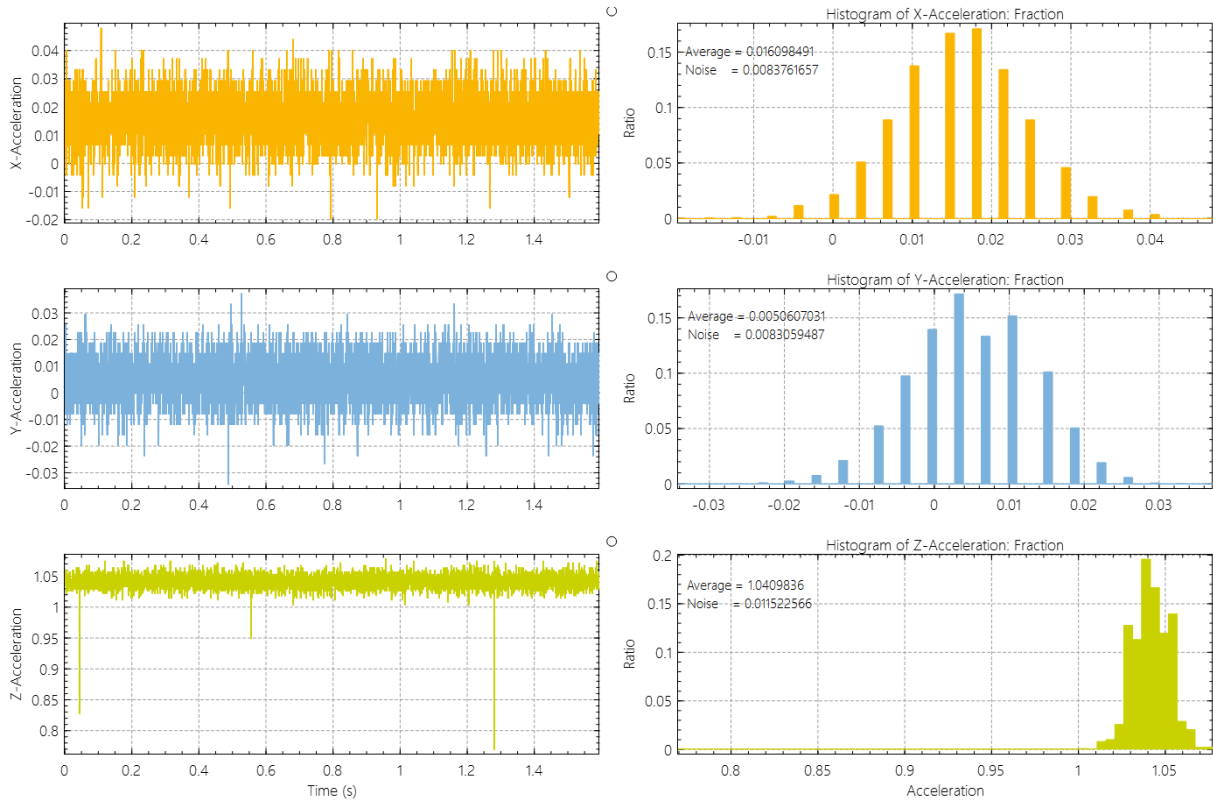 Histogram of X-Acceleration: Fraction
X-Acceleration
0.04
0.03
0.02
0.01
0
-0.01
-0.02
0 0.2 0.4 0.6 0.8 1 1.2 1.4
Ratio
0.15
0.1
0.05
0
Average = 0.016098491
Noise = 0.0083761657
-0.01 0 0.01 0.02 0.03 0.04
Histogram of Y-Acceleration: Fraction
Y-Acceleration
0.03
0.02
0.01
0
-0.01
-0.02
-0.03
0 0.2 0.4 0.6 0.8 1 1.2 1.4
Ratio
0.15
0.1
0.05
0
Average = 0.0050607031
Noise = 0.0083059487
-0.03 -0.02 -0.01 0 0.01 0.02 0.03
Histogram of Z-Acceleration: Fraction
Z-Acceleration
1.05
1
0.95
0.9
0.85
0.8
0 0.2 0.4 0.6 0.8 1 1.2 1.4
Time (s)
Ratio
0.2
0.15
0.1
0.05
0
Average = 1.0409836
Noise = 0.011522566
0.8 0.85 0.9 0.95 1 1.05
Acceleration